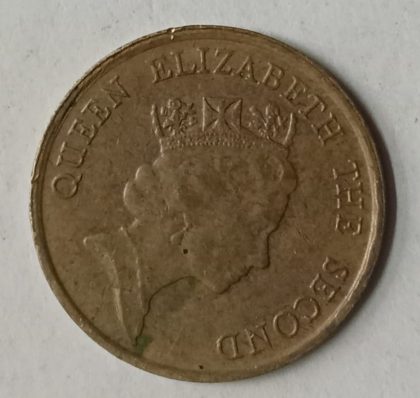 QUEEN ELIZABETH THE SECOND